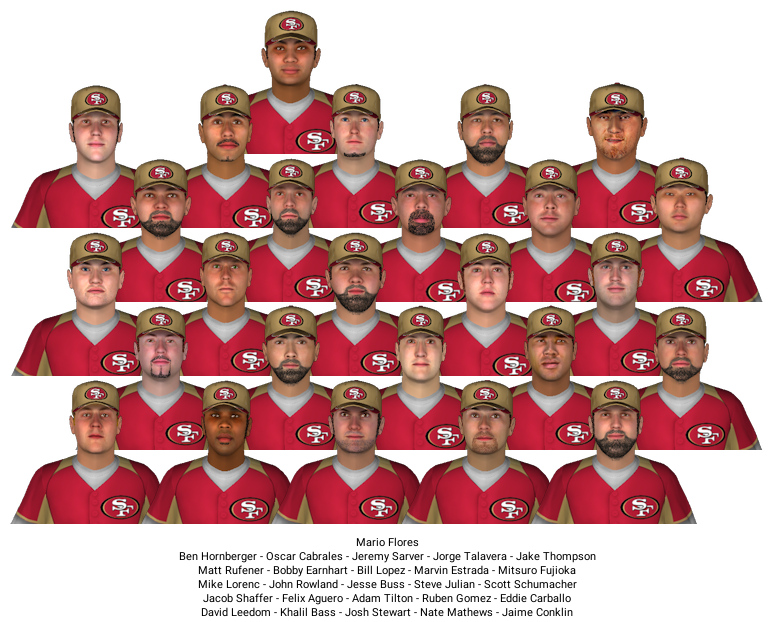 Mario Flores
Ben Hornberger - Oscar Cabrales - Jeremy Sarver - Jorge Talavera - Jake Thompson
Matt Rufener - Bobby Earnhart - Bill Lopez - Marvin Estrada - Mitsuro Fujioka
Mike Lorenc - John Rowland - Jesse Buss - Steve Julian - Scott Schumacher
Jacob Shaffer - Felix Aguero - Adam Tilton - Ruben Gomez - Eddie Carballo
David Leedom - Khalil Bass - Josh Stewart - Nate Mathews - Jaime Conklin